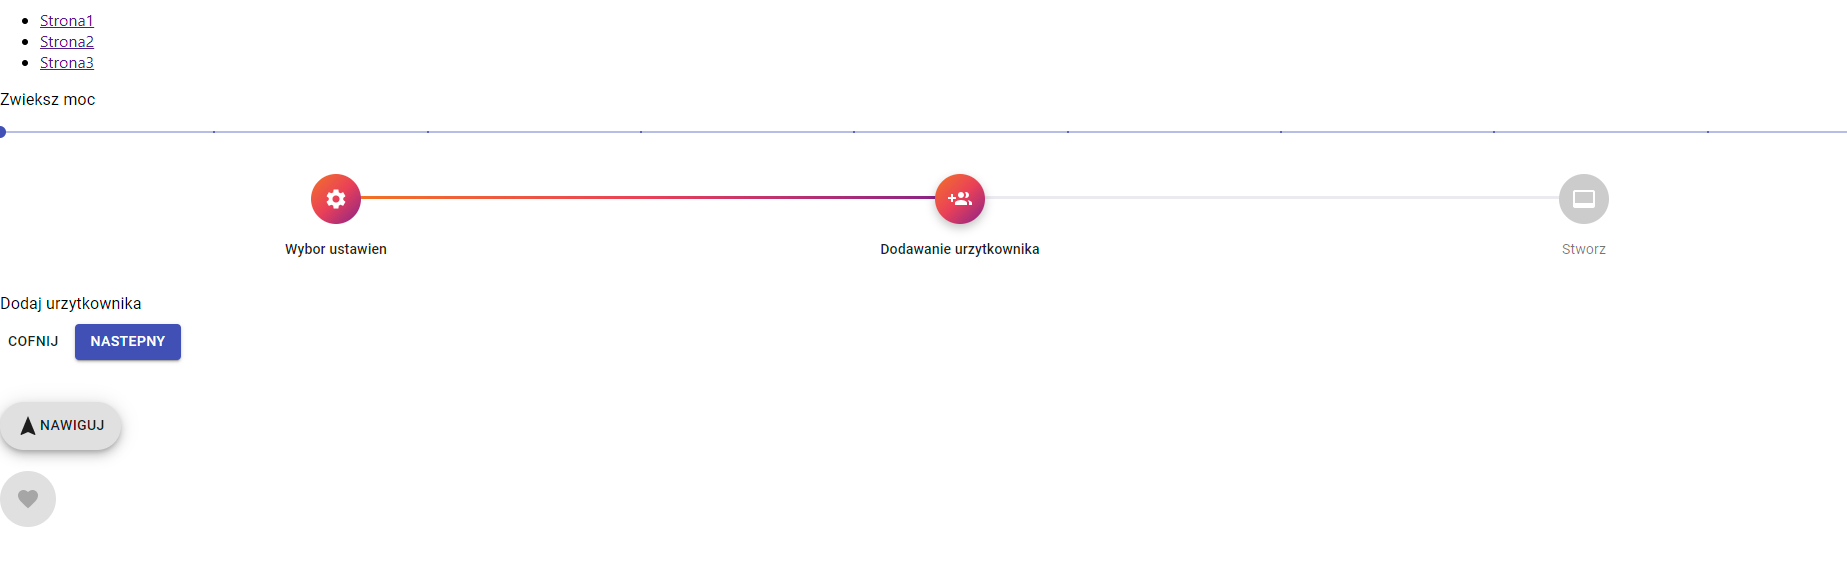 Strona1
Strona2
Strona3
Zwieksz moc
Wybor ustawien
Dodawanie urzytkownika
Stworz
Dodaj urzytkownika
COFNIJ
NASTEPNY
NAWIGUJ